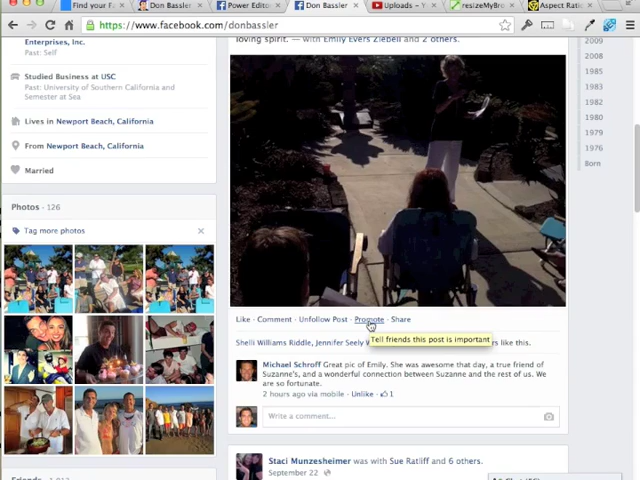 Find your Fa
Don Bassler
Power Edito
Don Bassler
Uploads – Y
resizeMyBro
Aspect Ratio
https://www.facebook.com/donbassler
Enterprises, Inc.
Past: Self
Studied Business at USC
Past: University of Southern California and
Semester at Sea
Lives in Newport Beach, California
From Newport Beach, California
Married
Photos · 126
Tag more photos
loving spirit. — with Emily Evers Ziebell and 2 others.
Like · Comment · Unfollow Post · Promote · Share
Tell friends this post is important
Shelli Williams Riddle, Jennifer Seely
rs like this.
Michael Schroff Great pic of Emily. She was awesome that day, a true friend of
Suzanne's, and a wonderful connection between Suzanne and the rest of us. We
are so fortunate.
2 hours ago via mobile · Unlike · 1
Write a comment...
Staci Munzesheimer was with Sue Ratliff and 6 others.
September 22
2009
2008
1985
1983
1982
1980
1979
1976
Born